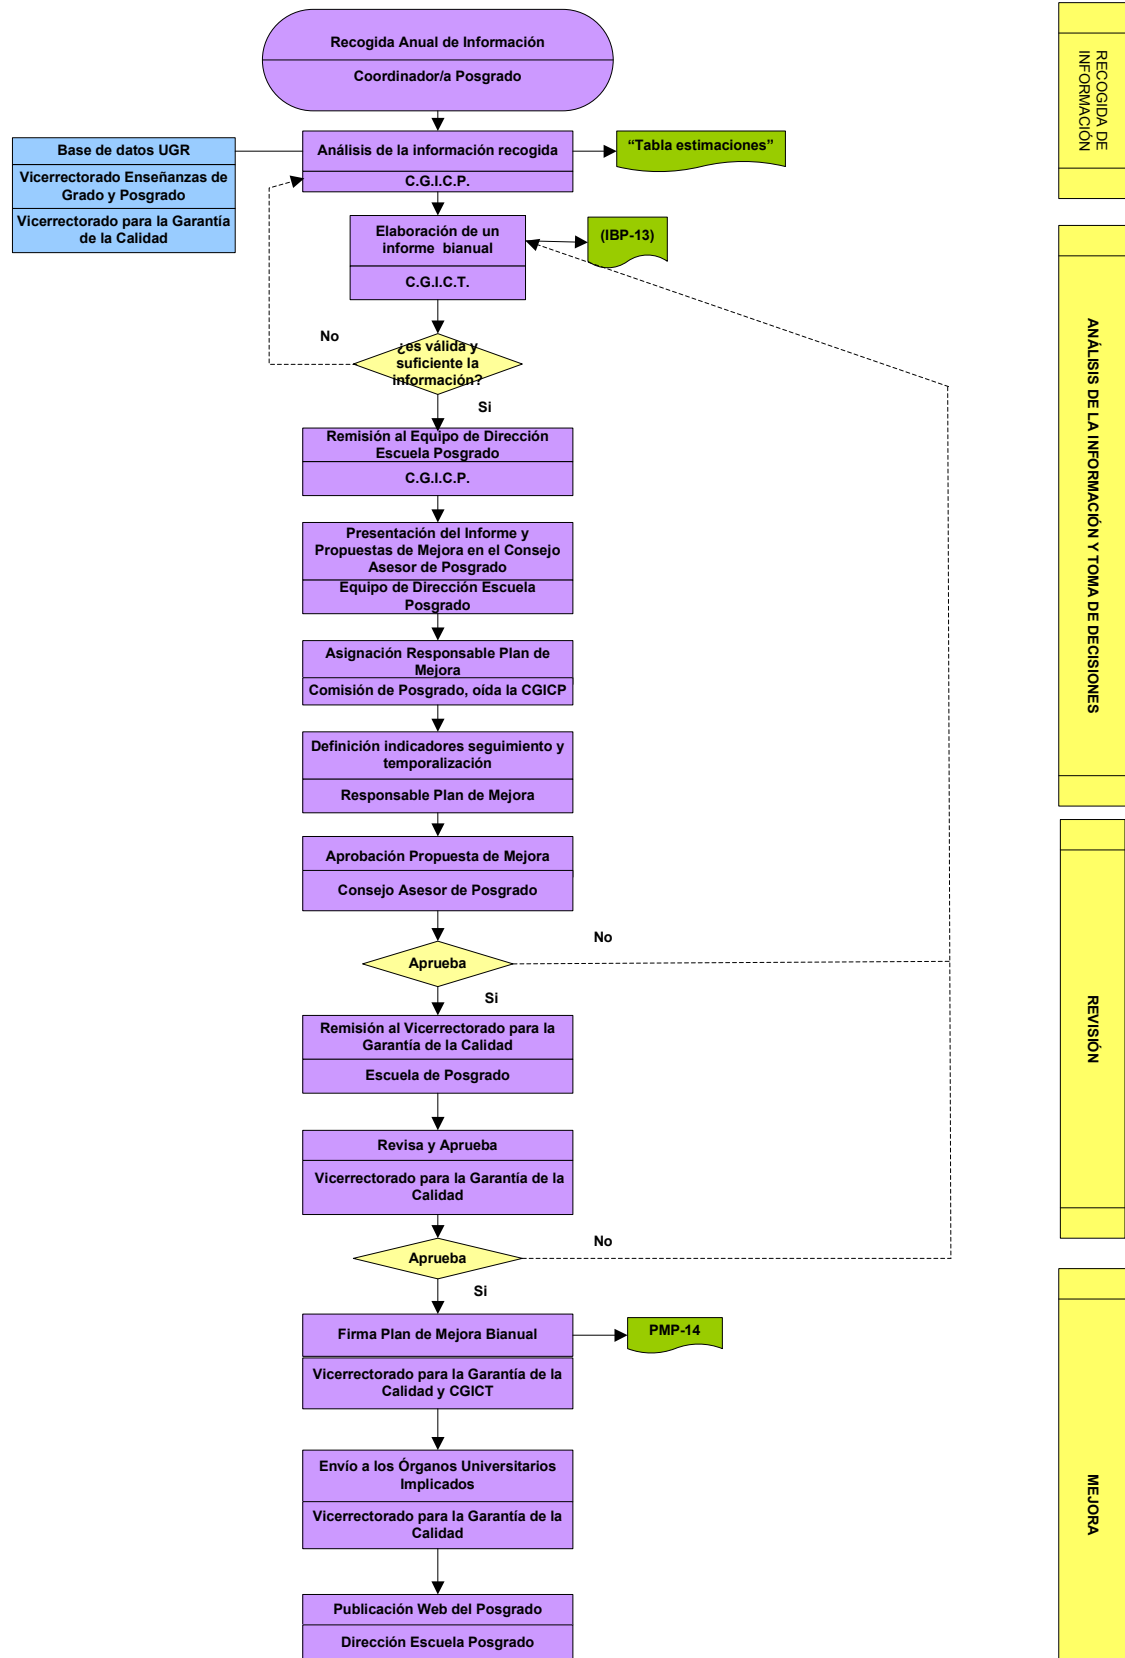 Recogida Anual de Información
Coordinador/a Posgrado
RECOGIDA DE
INFORMACIÓN
Base de datos UGR
Vicerrectorado Enseñanzas de
Grado y Posgrado
Vicerrectorado para la Garantía
de la Calidad
Análisis de la información recogida
C.G.I.C.P.
“Tabla estimaciones”
Elaboración de un
informe bianual
C.G.I.C.T.
(IBP-13)
No
¿es válida y
suficiente la
información?
Si
Remisión al Equipo de Dirección
Escuela Posgrado
C.G.I.C.P.
Presentación del Informe y
Propuestas de Mejora en el Consejo
Asesor de Posgrado
Equipo de Dirección Escuela
Posgrado
Asignación Responsable Plan de
Mejora
Comisión de Posgrado, oída la CGICP
Definición indicadores seguimiento y
temporalización
Responsable Plan de Mejora
ANÁLISIS DE LA INFORMACIÓN Y TOMA DE DECISIONES
Aprobación Propuesta de Mejora
Consejo Asesor de Posgrado
No
Aprueba
Si
Remisión al Vicerrectorado para la
Garantía de la Calidad
Escuela de Posgrado
Revisa y Aprueba
Vicerrectorado para la Garantía de la
Calidad
REVISIÓN
No
Aprueba
Si
Firma Plan de Mejora Bianual
Vicerrectorado para la Garantía de la
Calidad y CGICT
PMP-14
Envío a los Órganos Universitarios
Implicados
Vicerrectorado para la Garantía de la
Calidad
Publicación Web del Posgrado
Dirección Escuela Posgrado
MEJORA